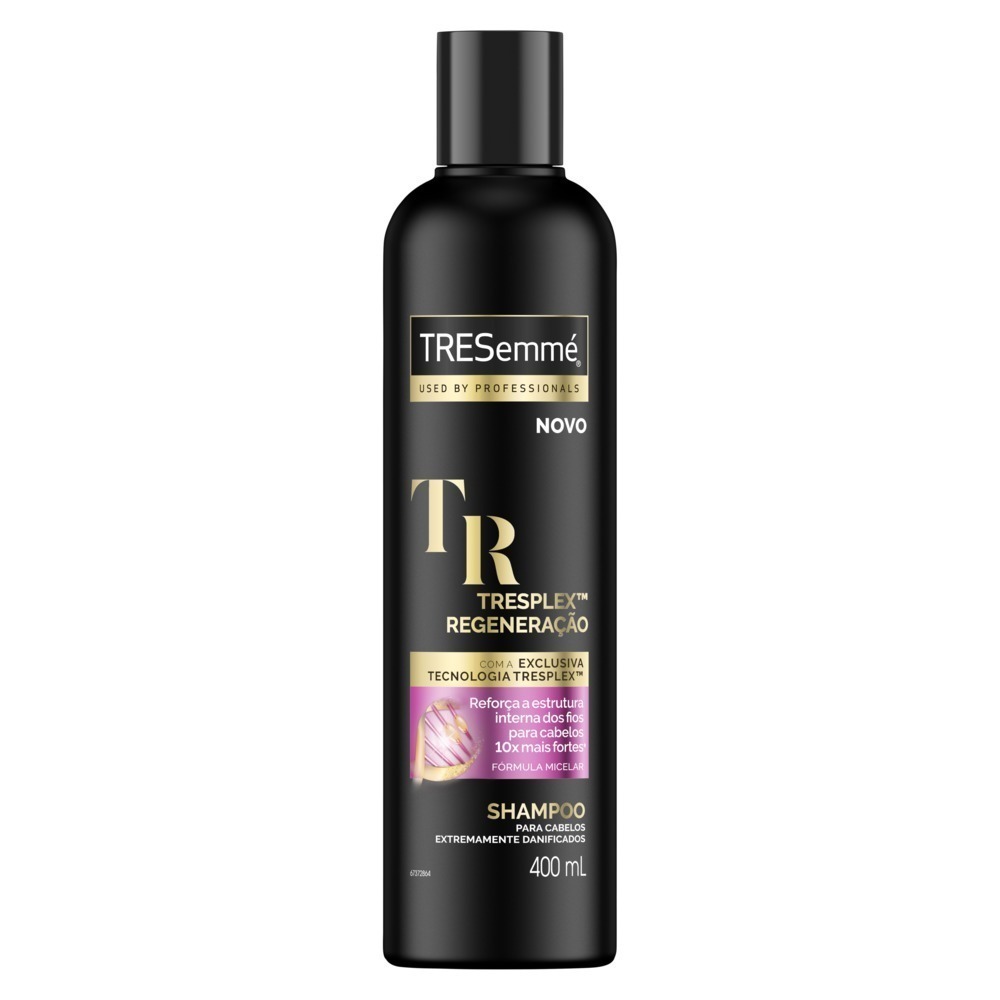 TRESemmé®
USED BY PROFESSIONALS
NOVO
TR
TRESPLEX™
REGENERAÇÃO
COM A EXCLUSIVA
TECNOLOGIA TRESPLEX™
Reforça a estrutura
interna dos fios
para cabelos
10x mais fortes*
FÓRMULA MICELAR
SHAMPOO
PARA CABELOS
EXTREMAMENTE DANIFICADOS
400 mL
67372864